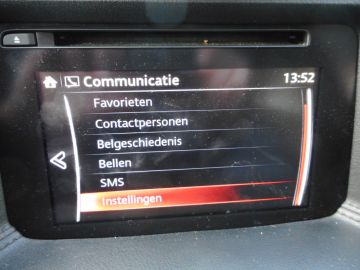 Communicatie 13:52
Favorieten
Contactpersonen
Belgeschiedenis
Bellen
SMS
Instellingen